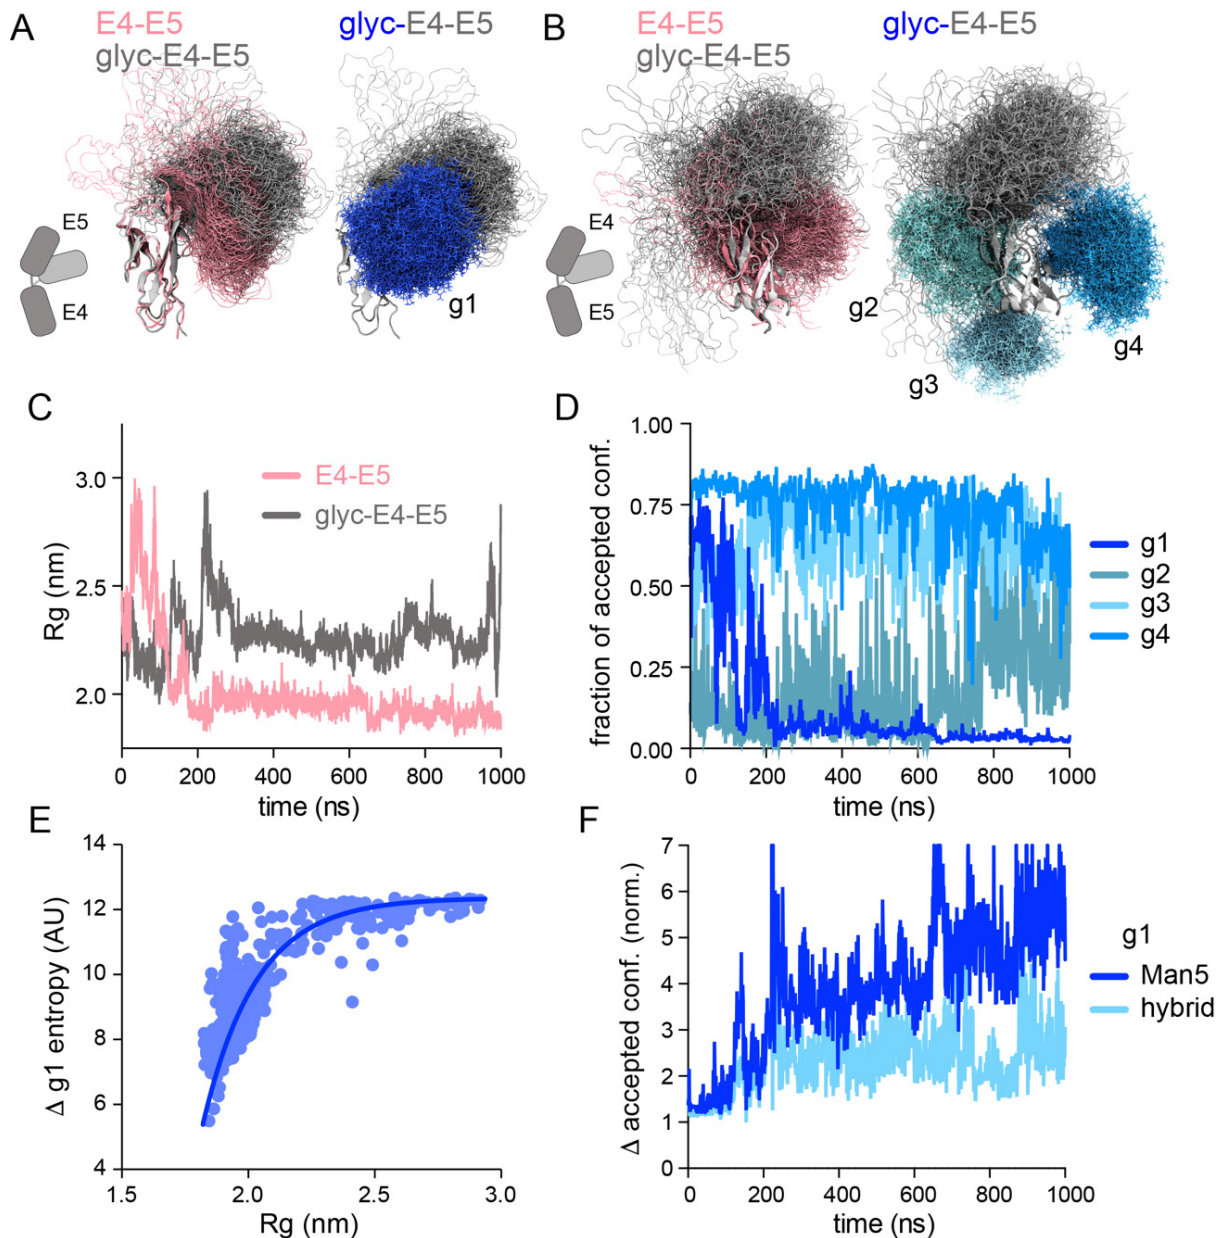 A
E4-E5
glyc-E4-E5
glyc-E4-E5
E5
E4
g1
B
E4-E5
glyc-E4-E5
glyc-E4-E5
E4
E5
g2
g3
g4
C
Rg (nm)
3.0
2.5
2.0
E4-E5
glyc-E4-E5
0 200 400 600 800 1000
time (ns)
D
fraction of accepted conf.
1.00
0.75
0.50
0.25
0.00
0 200 400 600 800 1000
time (ns)
g1
g2
g3
g4
E
Δ g1 entropy (AU)
14
12
10
8
6
4
1.5 2.0 2.5 3.0
Rg (nm)
F
Δ accepted conf. (norm.)
7
6
5
4
3
2
1
0
0 200 400 600 800 1000
time (ns)
g1
Man5
hybrid